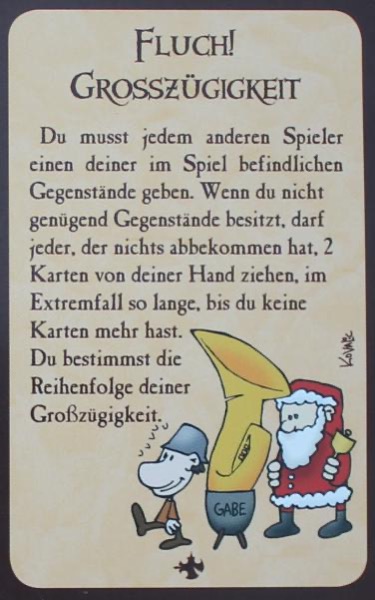 FLUCH!
GROSSZÜGIGKEIT
Du musst jedem anderen Spieler
einen deiner im Spiel befindlichen
Gegenstände geben. Wenn du nicht
genügend Gegenstände besitzt, darf
jeder, der nichts abbekommen hat, 2
Karten von deiner Hand ziehen, im
Extremfall so lange, bis du keine
Karten mehr hast.
Du bestimmst die
Reihenfolge deiner
Großzügigkeit.
KOVALIC
GABE